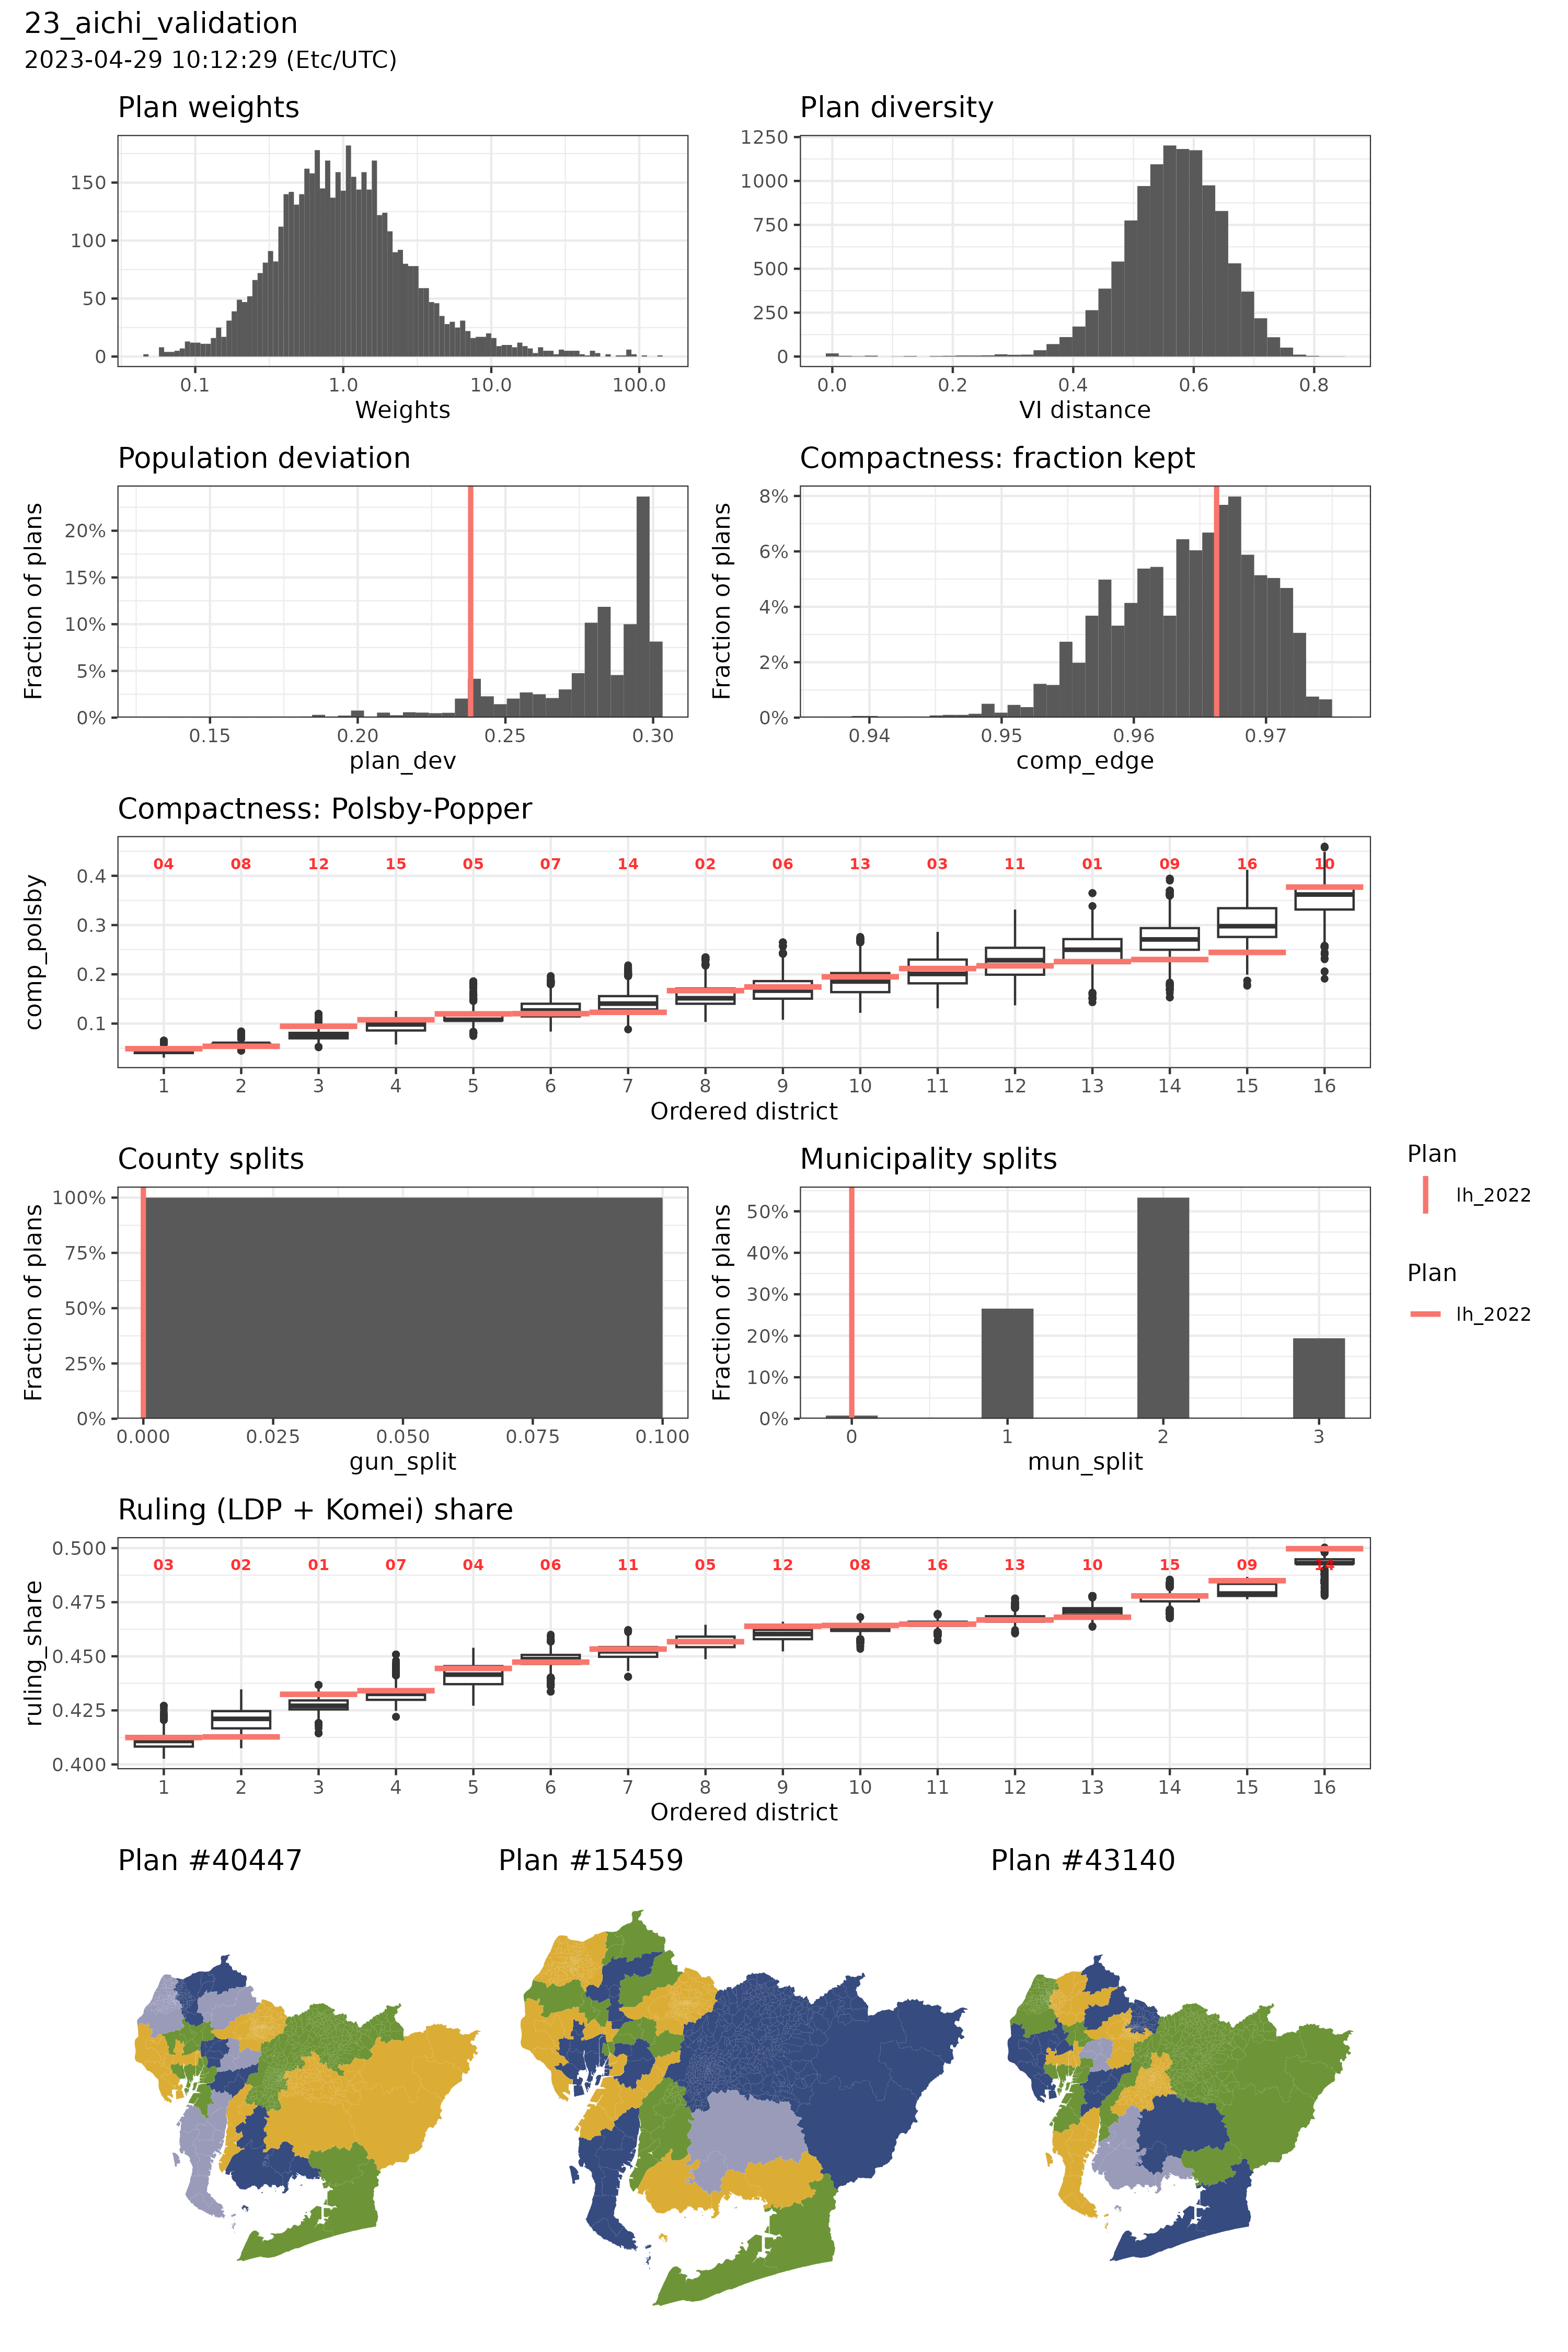 23_aichi_validation
2023-04-29 10:12:29 (Etc/UTC)
Plan weights
150
100
50
0
0.1 1.0 10.0 100.0
Weights
Plan diversity
1250
1000
750
500
250
0
0.0 0.2 0.4 0.6 0.8
VI distance
Population deviation
Fraction of plans
20%
15%
10%
5%
0%
0.15 0.20 0.25 0.30
plan_dev
Compactness: fraction kept
Fraction of plans
8%
6%
4%
2%
0%
0.94 0.95 0.96 0.97
comp_edge
Compactness: Polsby-Popper
comp_polsby
04 08 12 15 05 07 14 02 06 13 03 11 01 09 16 10
0.4
0.3
0.2
0.1
1 2 3 4 5 6 7 8 9 10 11 12 13 14 15 16
Ordered district
County splits
Fraction of plans
100%
75%
50%
25%
0%
0.000 0.025 0.050 0.075 0.100
gun_split
Municipality splits
Fraction of plans
50%
40%
30%
20%
10%
0%
0 1 2 3
mun_split
Plan
lh_2022
Plan
lh_2022
Ruling (LDP + Komei) share
ruling_share
0.500
03 02 01 07 04 06 11 05 12 08 16 13 10 15 09 14
0.475
0.450
0.425
0.400
1 2 3 4 5 6 7 8 9 10 11 12 13 14 15 16
Ordered district
Plan #40447
Plan #15459
Plan #43140